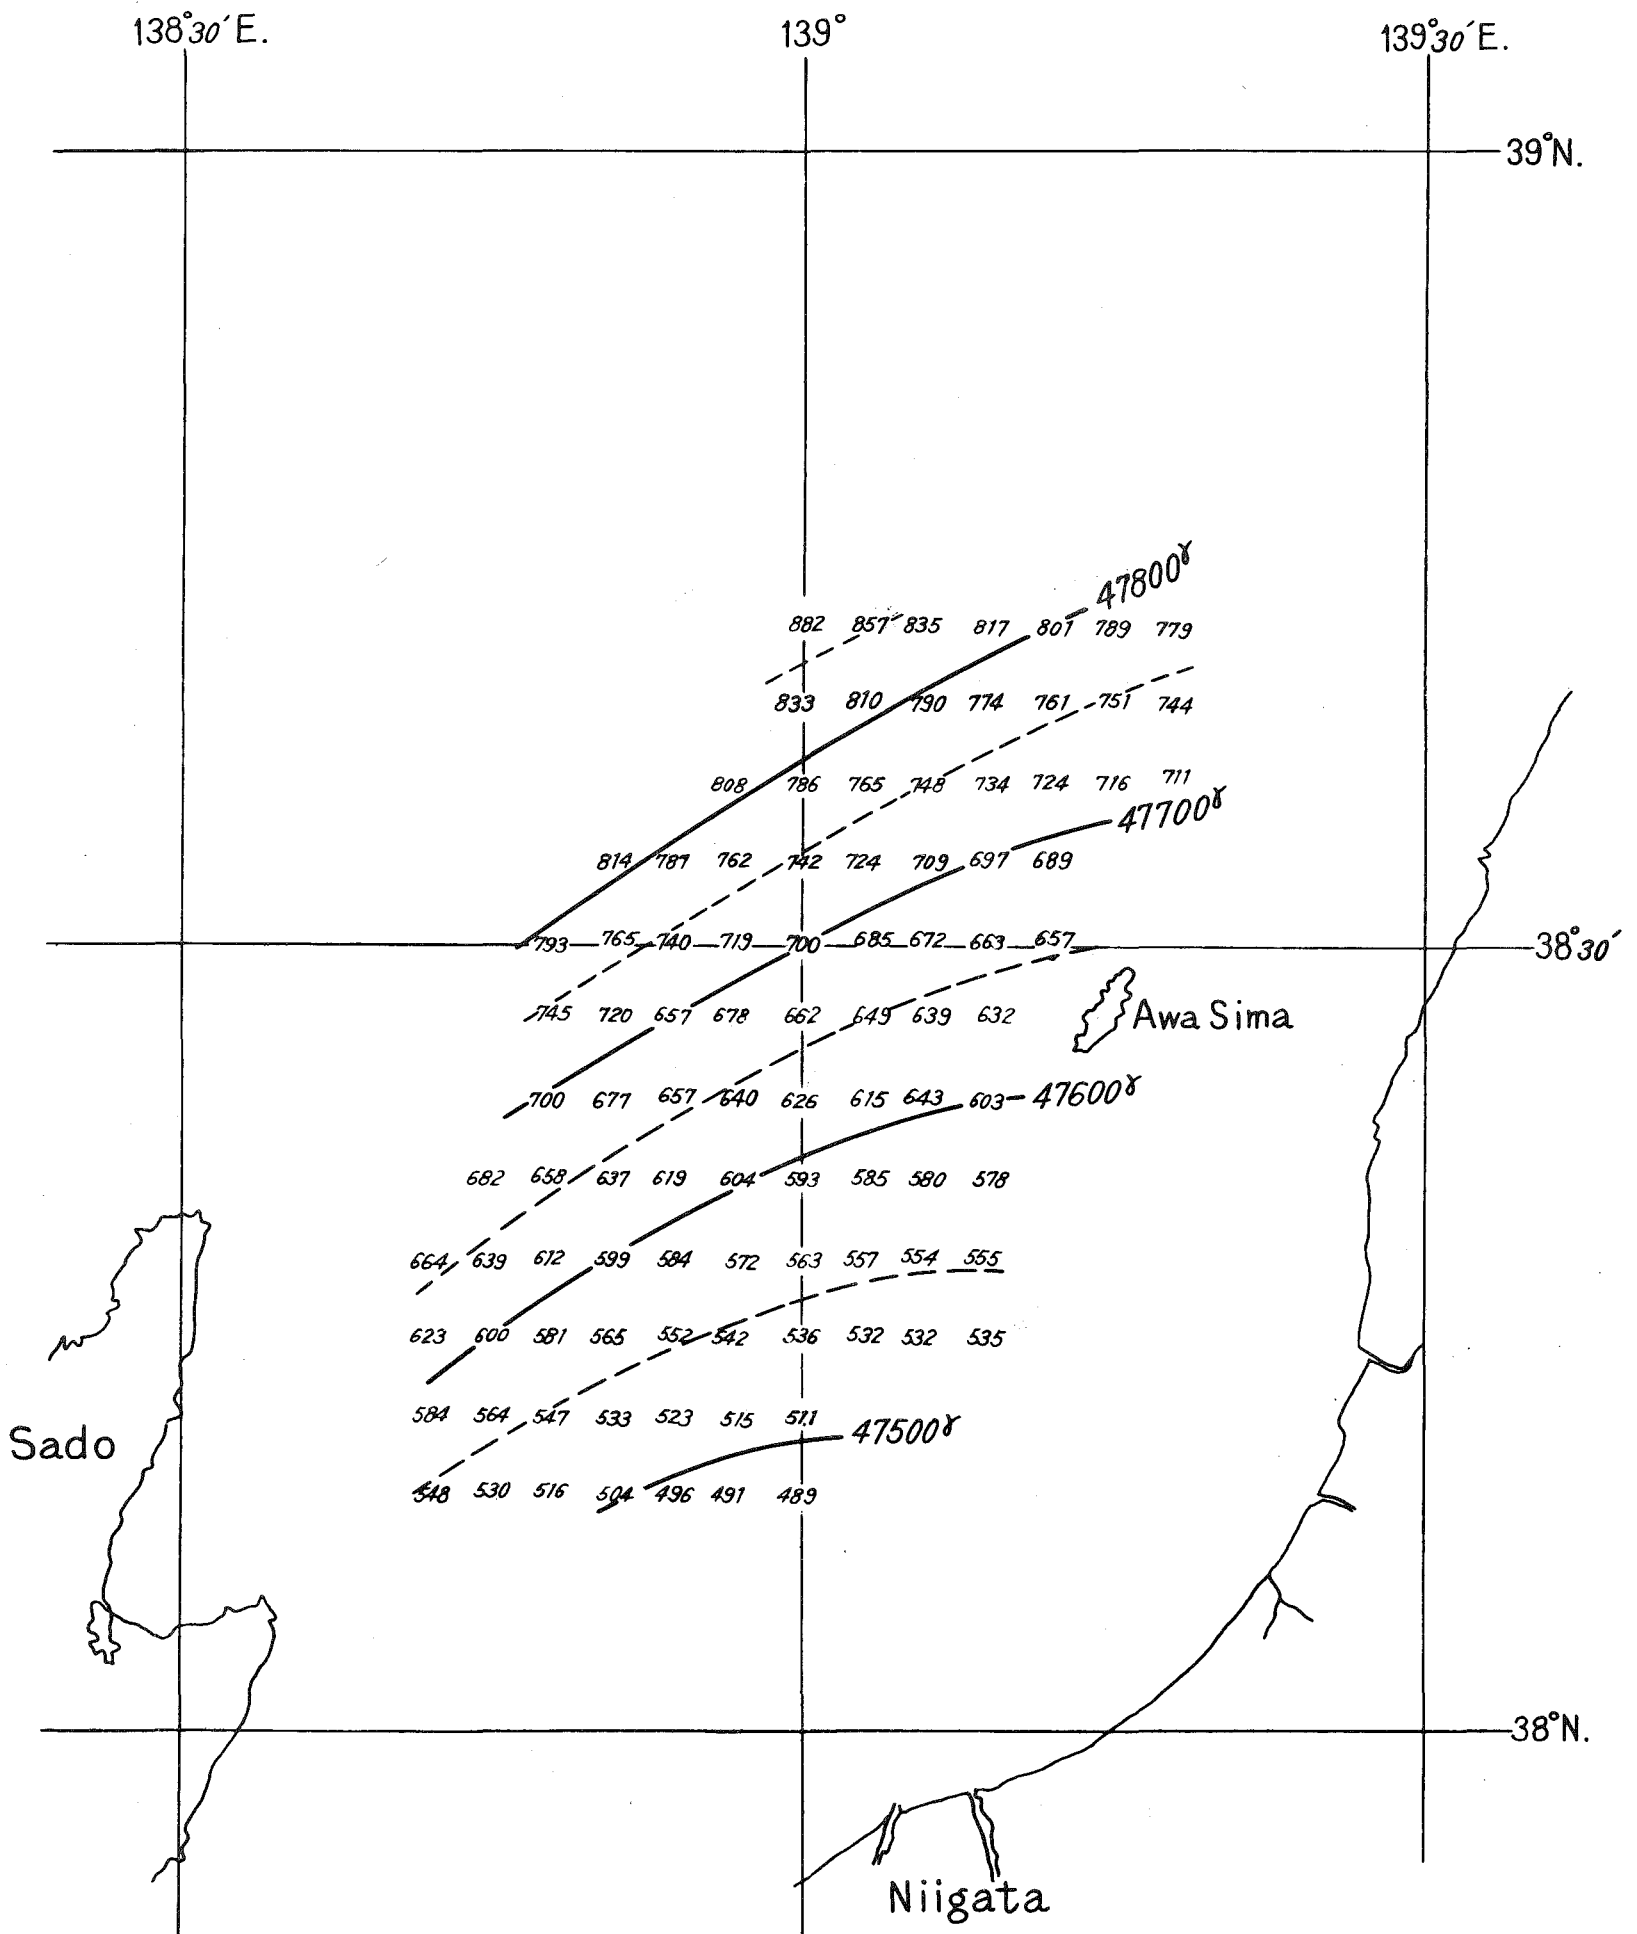 138°30′E. 139° 139°30′E.
39°N.
47800γ
882 857 835 817 801 789 779
833 810 790 774 761 751 744
808 786 765 748 734 724 716 711
47700γ
814 787 762 742 724 709 697 689
793 765 740 719 700 685 672 663 657 38°30′
745 720 657 678 662 649 639 632 Awa Sima
700 677 657 640 626 615 643 603 47600γ
682 658 637 619 604 593 585 580 578
664 639 612 599 584 572 563 557 554 555
623 600 581 565 552 542 536 532 532 535
584 564 547 533 523 515 511 47500γ
Sado
548 530 516 504 496 491 489
38°N.
Niigata